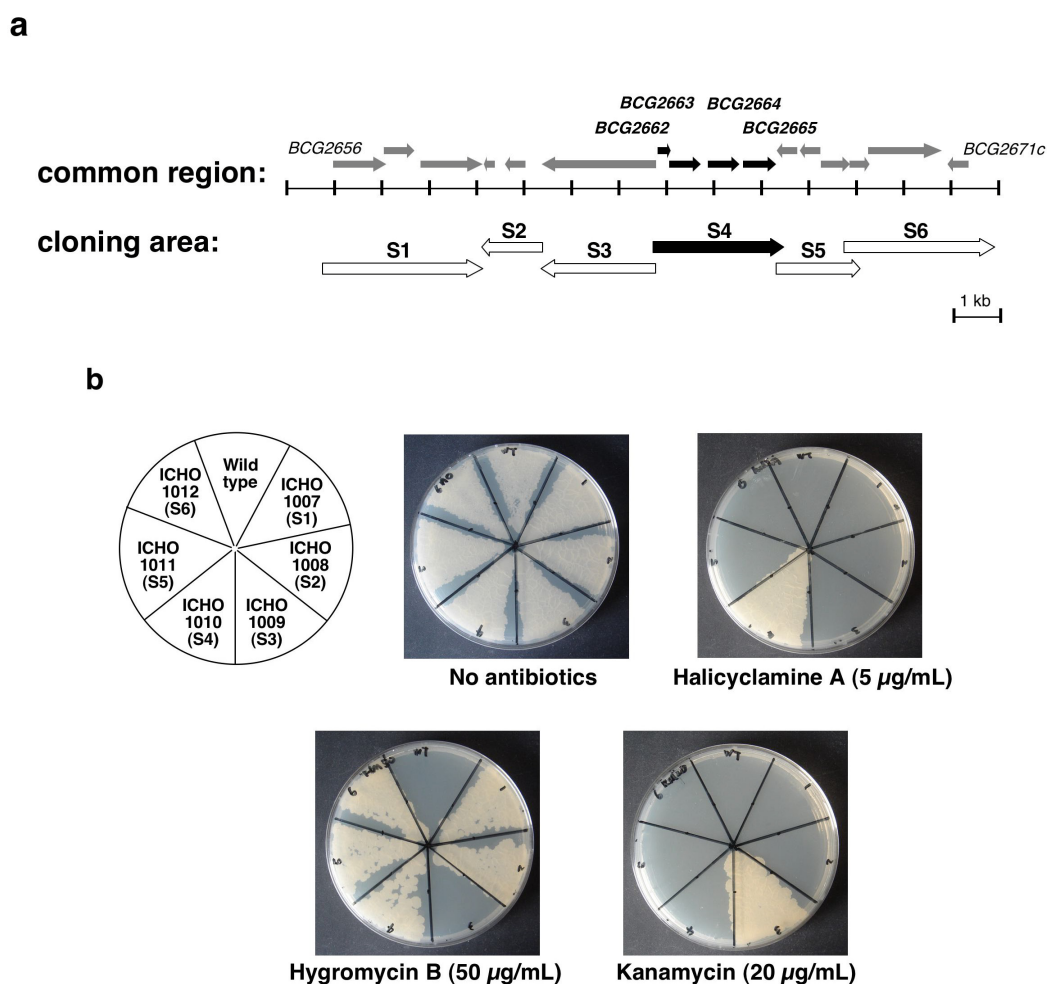 a
BCG2663 BCG2664
BCG2656 BCG2662 BCG2665 BCG2671c
common region:
cloning area:
S1 S2 S3 S4 S5 S6
1 kb
b
Wild type
ICHO 1007 (S1)
ICHO 1008 (S2)
ICHO 1009 (S3)
ICHO 1010 (S4)
ICHO 1011 (S5)
ICHO 1012 (S6)
No antibiotics
Halicyclamine A (5 µg/mL)
Hygromycin B (50 µg/mL)
Kanamycin (20 µg/mL)